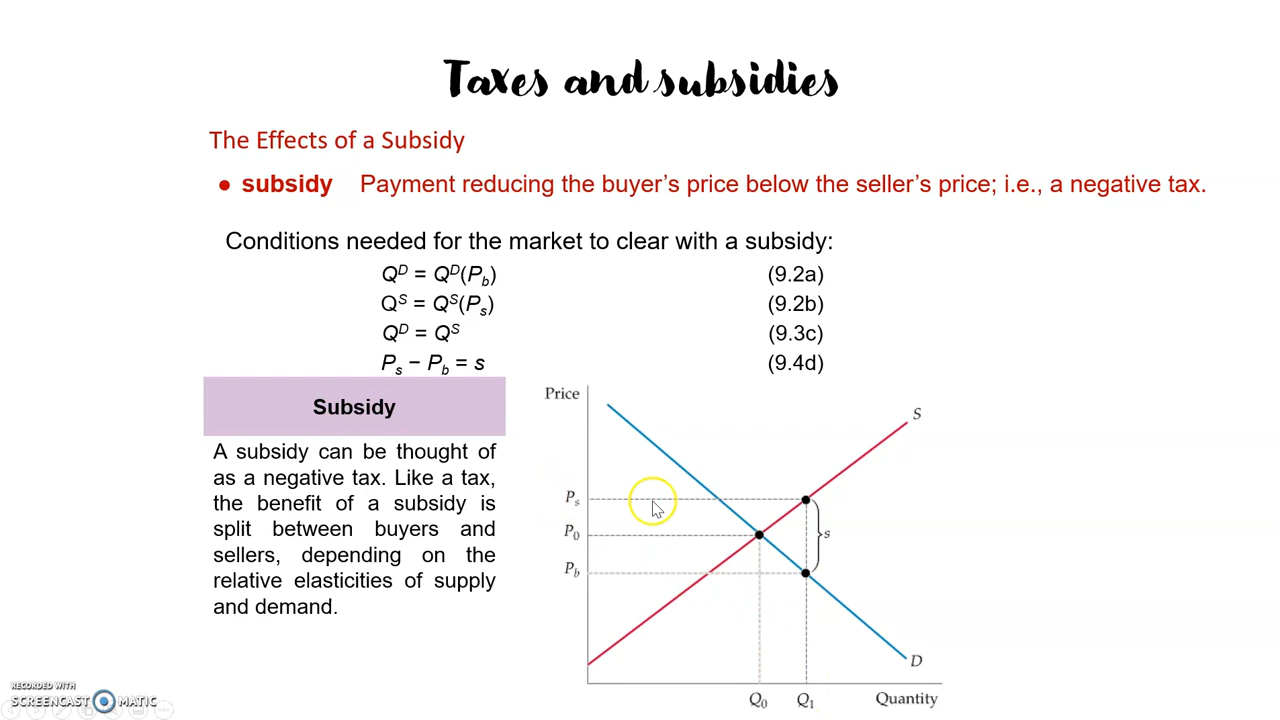 Taxes and subsidies
The Effects of a Subsidy
● subsidy Payment reducing the buyer's price below the seller's price; i.e., a negative tax.
Conditions needed for the market to clear with a subsidy:
Q^D = Q^D(P_b) (9.2a)
Q^S = Q^S(P_s) (9.2b)
Q^D = Q^S (9.3c)
P_s − P_b = s (9.4d)
Subsidy
A subsidy can be thought of
as a negative tax. Like a tax,
the benefit of a subsidy is
split between buyers and
sellers, depending on the
relative elasticities of supply
and demand.
Price
S
P_s
P_0
s
P_b
D
Q_0 Q_1 Quantity
RECORDED WITH
SCREENCAST MATIC